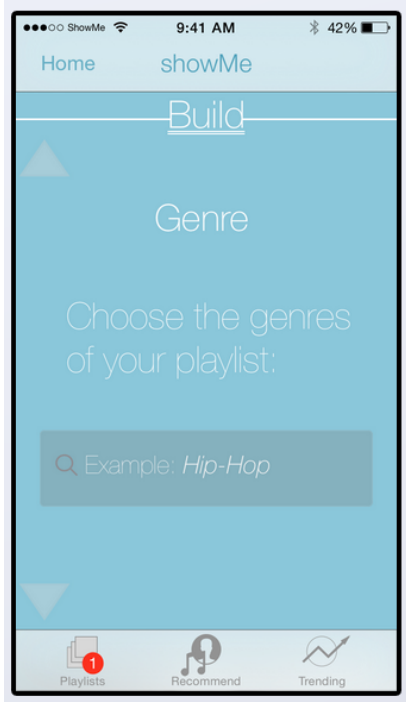 ShowMe 9:41 AM 42%
Home showMe
Build
Genre
Choose the genres
of your playlist:
Example: Hip-Hop
1
Playlists Recommend Trending